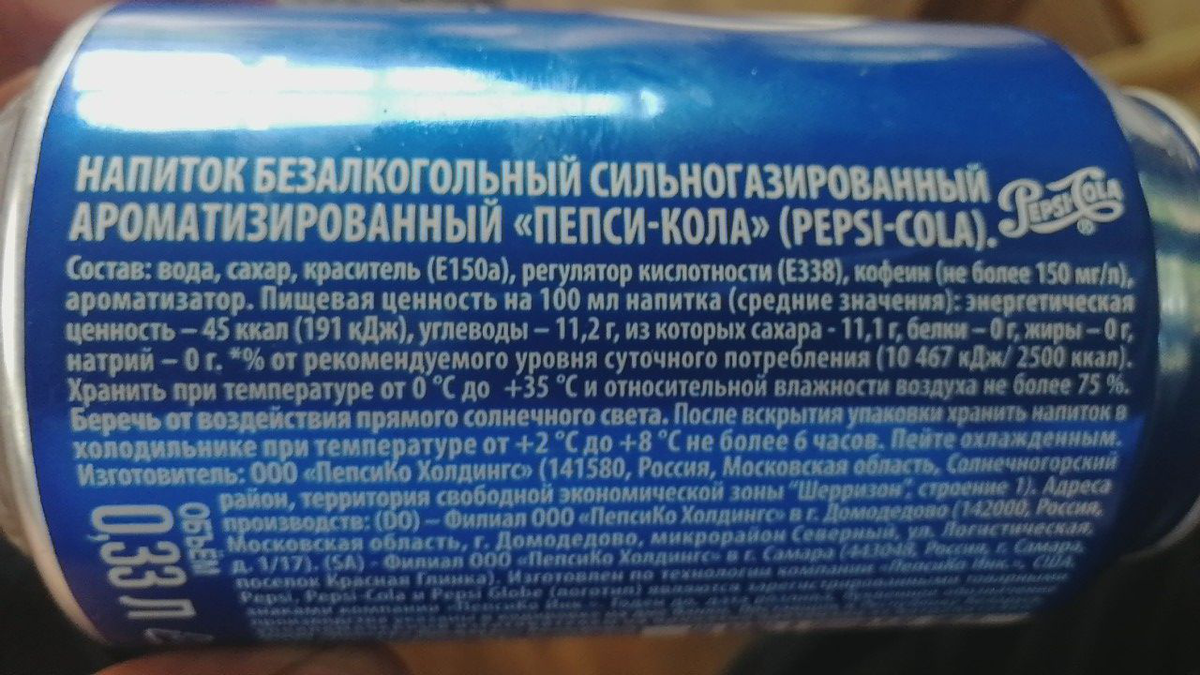 НАПИТОК БЕЗАЛКОГОЛЬНЫЙ СИЛЬНОГАЗИРОВАННЫЙ
АРОМАТИЗИРОВАННЫЙ «ПЕПСИ-КОЛА» (PEPSI-COLA).
PEPSI-COLA ®
Состав: вода, сахар, краситель (Е150а), регулятор кислотности (Е338), кофеин (не более 150 мг/л),
ароматизатор. Пищевая ценность на 100 мл напитка (средние значения): энергетическая
ценность – 45 ккал (191 кДж), углеводы – 11,2 г, из которых сахара - 11,1 г, белки – 0 г, жиры – 0 г,
натрий – 0 г. *% от рекомендуемого уровня суточного потребления (10 467 кДж/ 2500 ккал).
Хранить при температуре от 0 °С до +35 °С и относительной влажности воздуха не более 75 %.
Беречь от воздействия прямого солнечного света. После вскрытия упаковки хранить напиток в
холодильнике при температуре от +2 °С до +8 °С не более 6 часов. Пейте охлажденным.
Изготовитель: ООО «ПепсиКо Холдингс» (141580, Россия, Московская область, Солнечногорский
район, территория свободной экономической зоны "Шерризон", строение 1). Адреса
производств: (DO) – Филиал ООО «ПепсиКо Холдингс» в г. Домодедово (142000, Россия,
Московская область, г. Домодедово, микрорайон Северный, ул. Логистическая,
д. 1/17). (SA) - Филиал ООО «ПепсиКо Холдингс» в г. Самара (443048, Россия, г. Самара,
поселок Красная Глинка). Изготовлен по технологии компании «ПепсиКо Инк.», США.
Pepsi, Pepsi-Cola и Pepsi Globe (логотип) являются зарегистрированными товарными
знаками компании «ПепсиКо Инк.»
ОБЪЕМ
0,33 Л